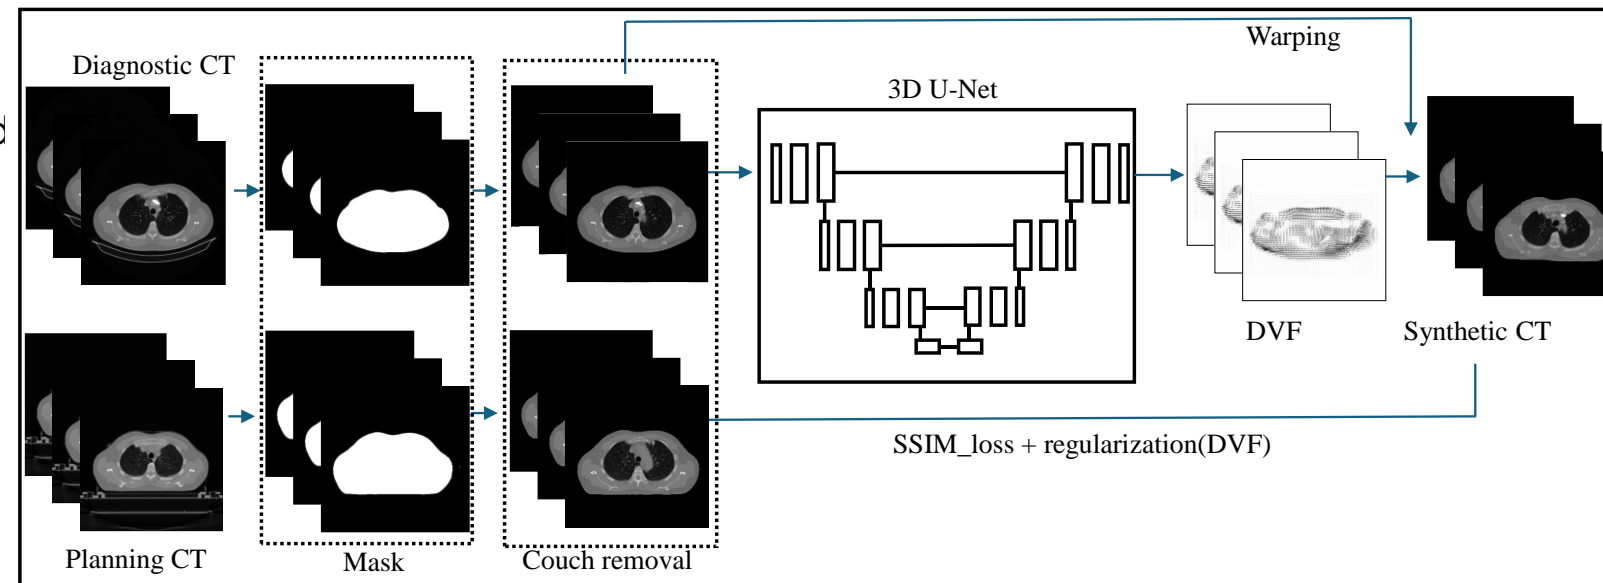 Warping
Diagnostic CT
3D U-Net
DVF
Synthetic CT
SSIM_loss + regularization(DVF)
Planning CT
Mask
Couch removal